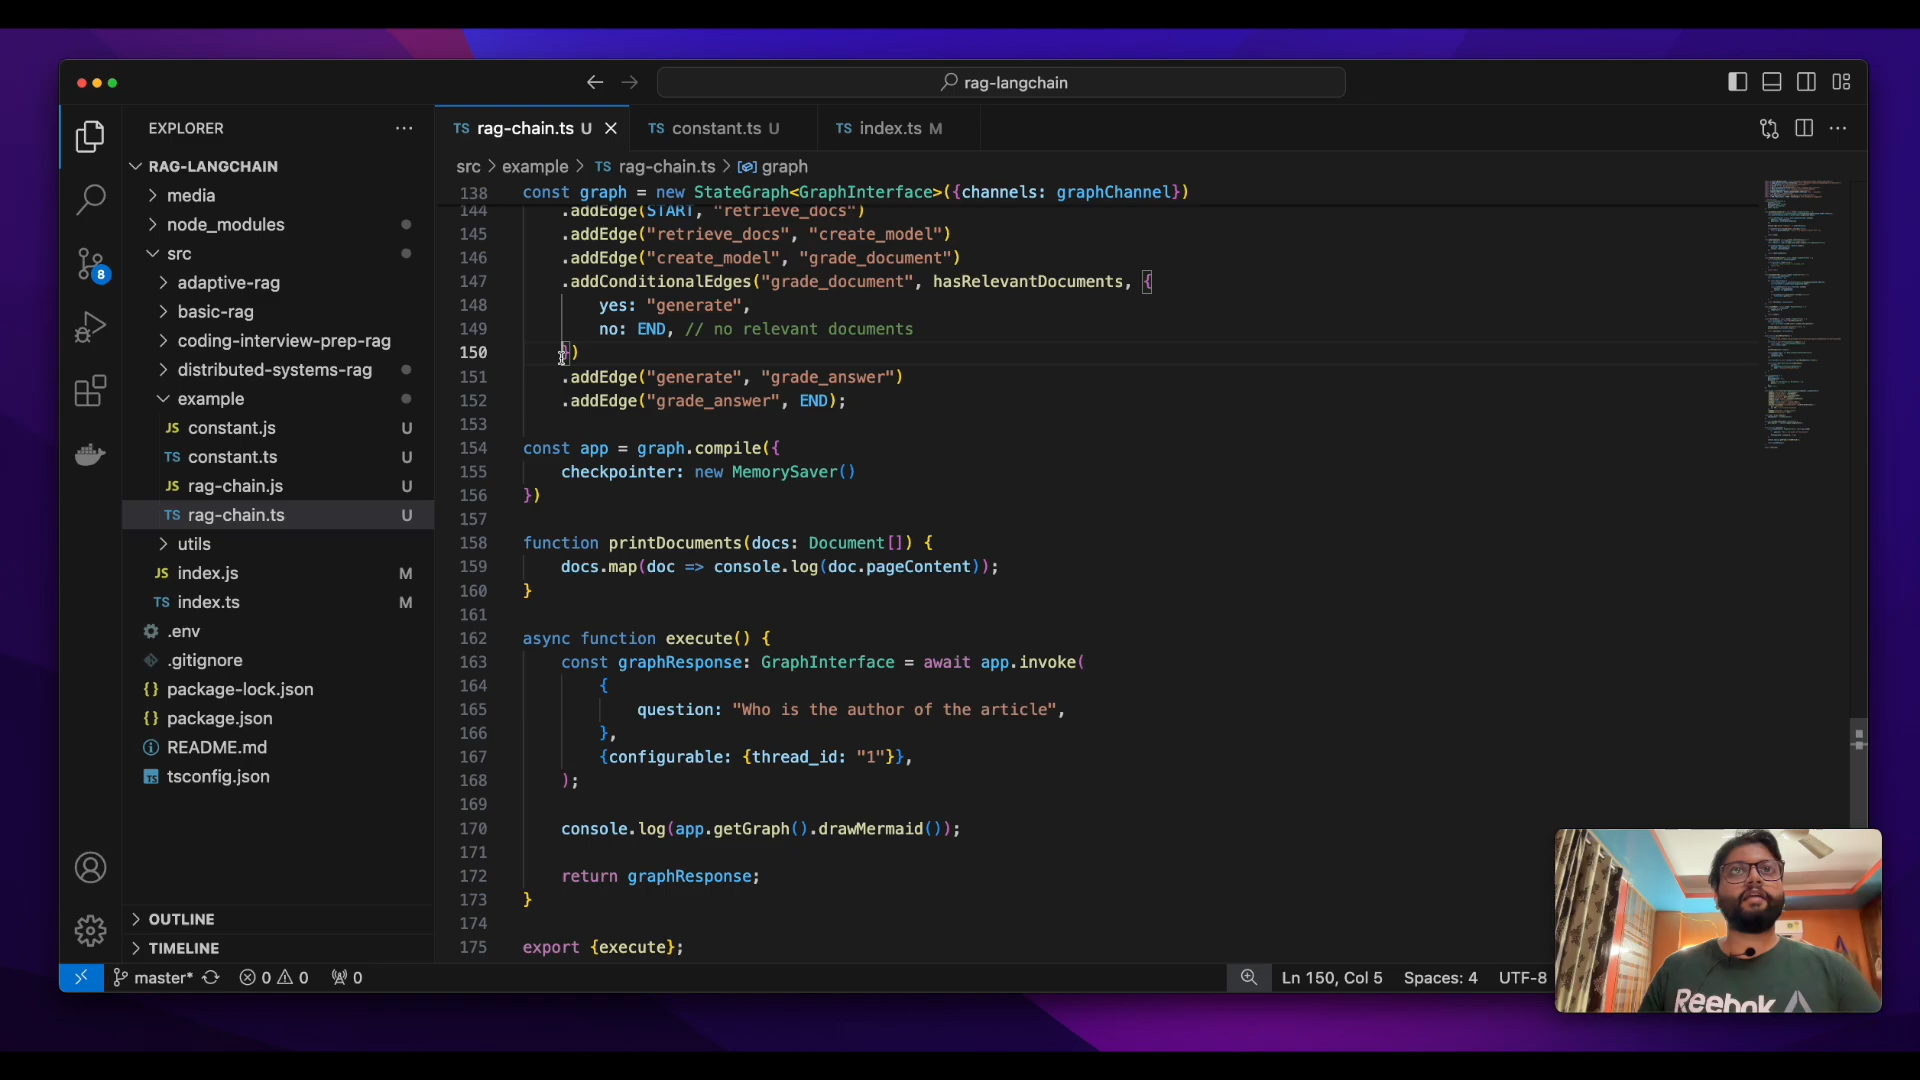 rag-langchain
EXPLORER
RAG-LANGCHAIN
media
node_modules
src
adaptive-rag
basic-rag
coding-interview-prep-rag
distributed-systems-rag
example
JS constant.js U
TS constant.ts U
JS rag-chain.js U
TS rag-chain.ts U
utils
JS index.js M
TS index.ts M
.env
.gitignore
{} package-lock.json
{} package.json
README.md
TS tsconfig.json
OUTLINE
TIMELINE
8
TS rag-chain.ts U
TS constant.ts U
TS index.ts M
src > example > TS rag-chain.ts > graph
138 const graph = new StateGraph<GraphInterface>({channels: graphChannel})
144 .addEdge(START, "retrieve_docs")
145 .addEdge("retrieve_docs", "create_model")
146 .addEdge("create_model", "grade_document")
147 .addConditionalEdges("grade_document", hasRelevantDocuments, {
148 yes: "generate",
149 no: END, // no relevant documents
150 })
151 .addEdge("generate", "grade_answer")
152 .addEdge("grade_answer", END);
153
154 const app = graph.compile({
155 checkpointer: new MemorySaver()
156 })
157
158 function printDocuments(docs: Document[]) {
159 docs.map(doc => console.log(doc.pageContent));
160 }
161
162 async function execute() {
163 const graphResponse: GraphInterface = await app.invoke(
164 {
165 question: "Who is the author of the article",
166 },
167 {configurable: {thread_id: "1"}},
168 );
169
170 console.log(app.getGraph().drawMermaid());
171
172 return graphResponse;
173 }
174
175 export {execute};
master* 0 0 0
Ln 150, Col 5 Spaces: 4 UTF-8
Reebok